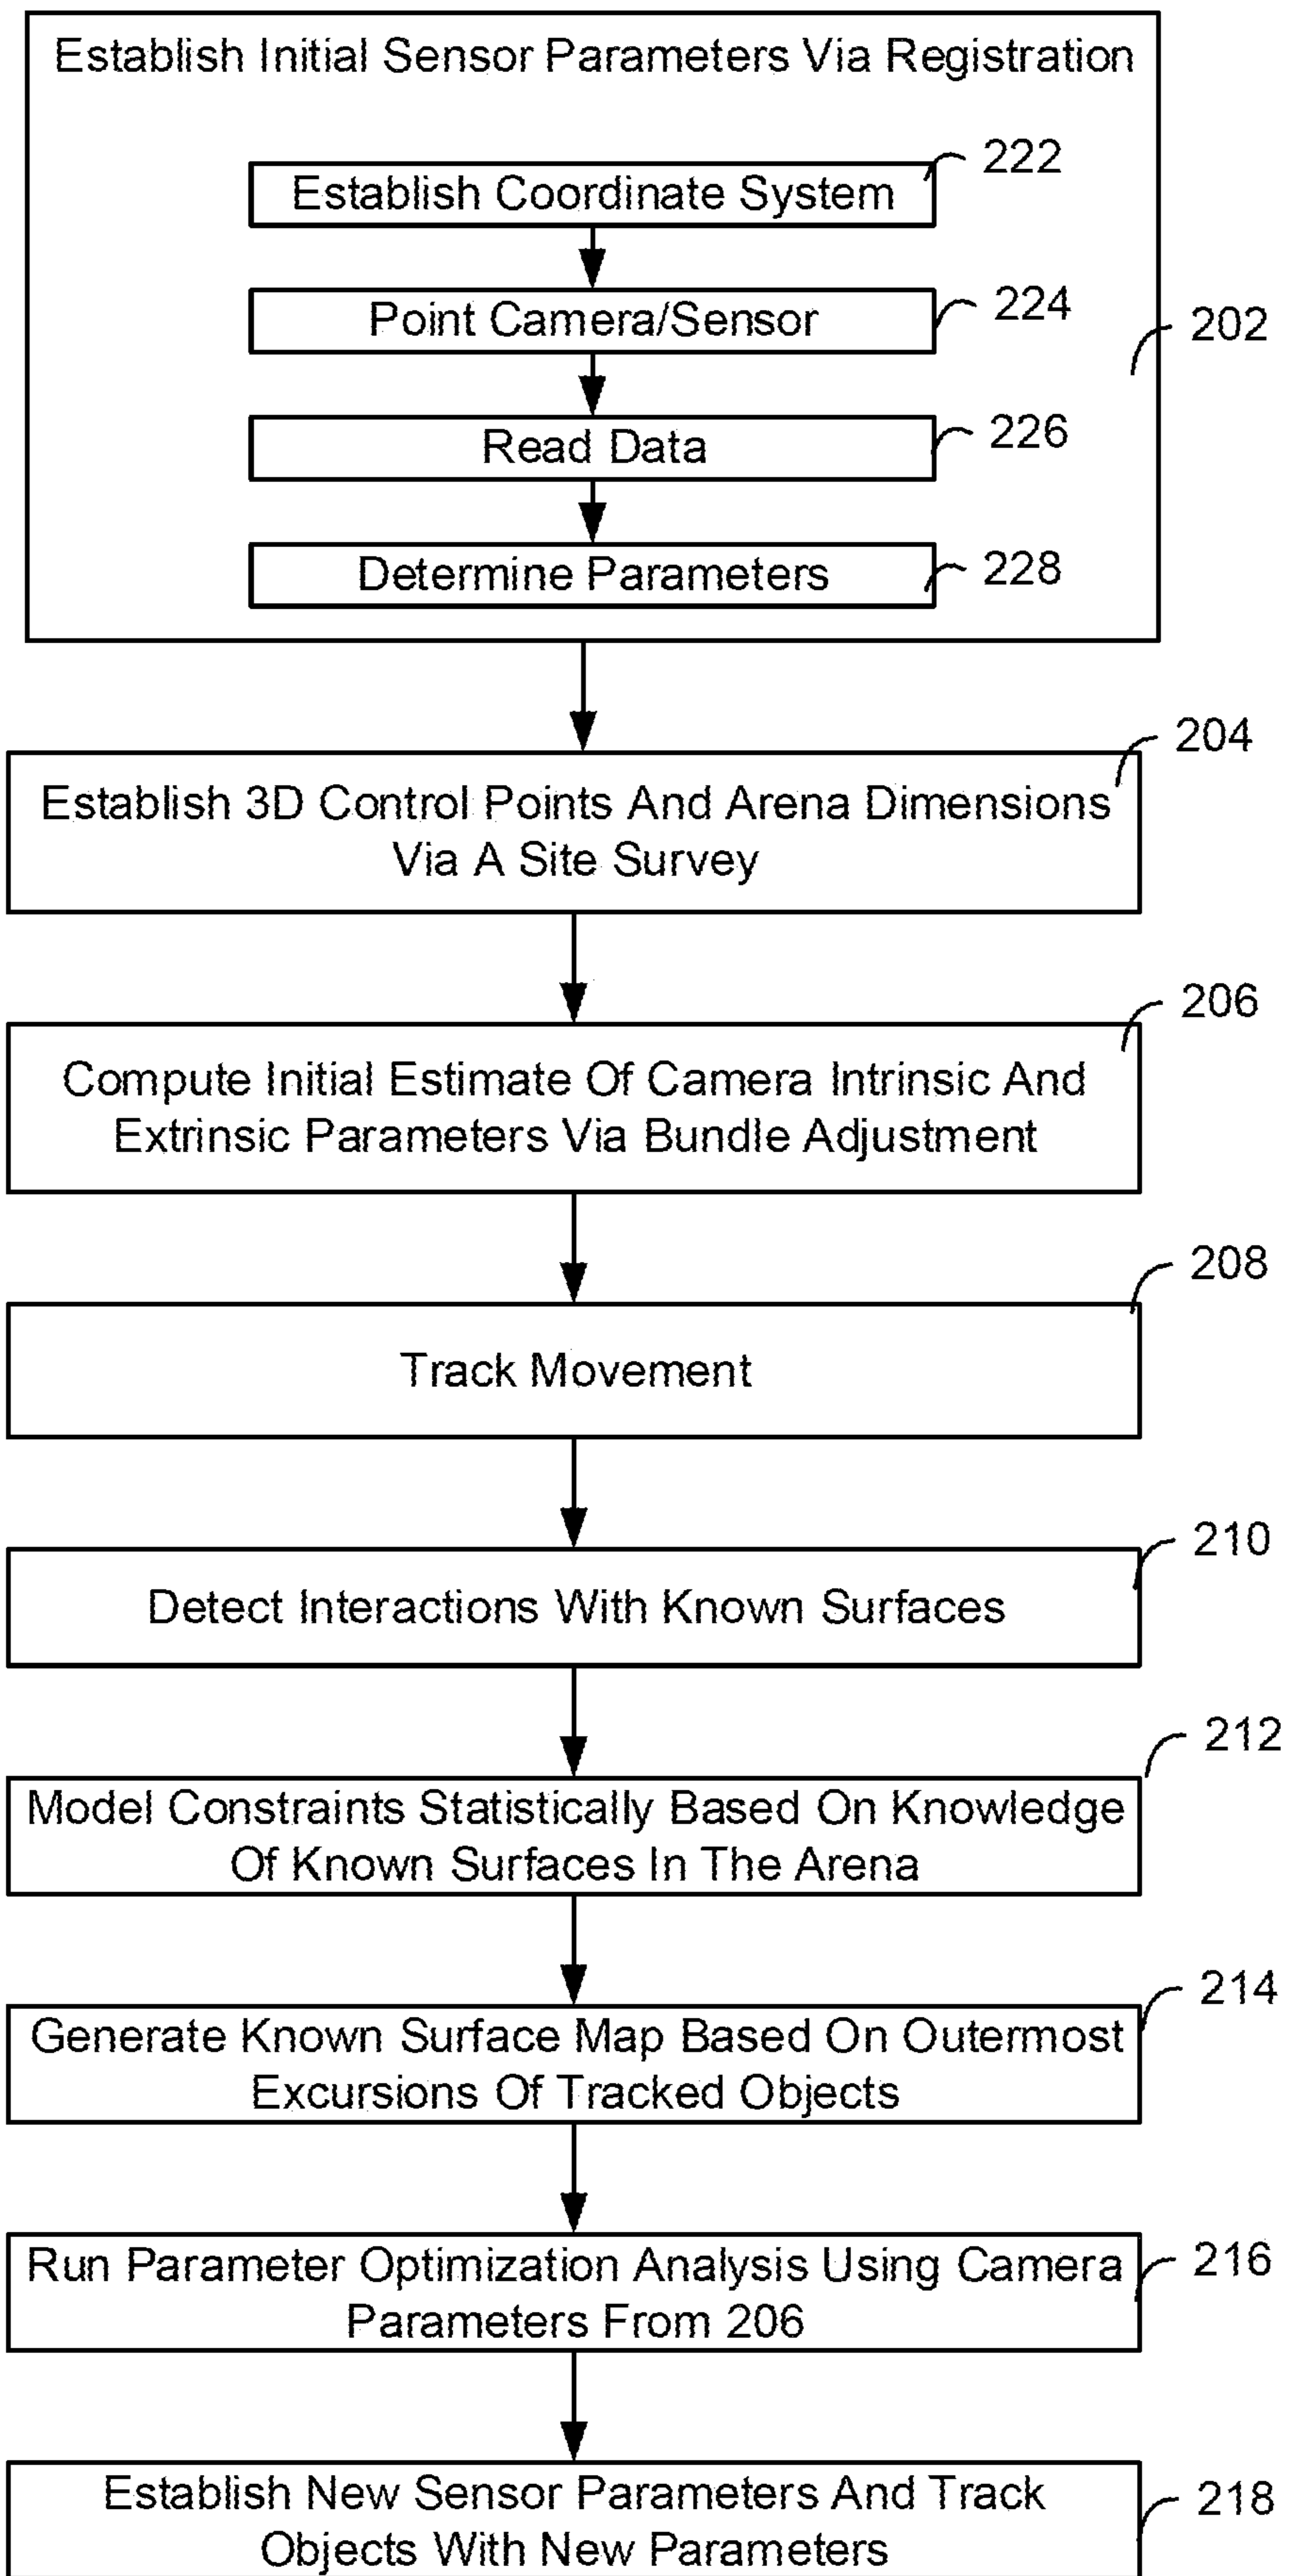 Establish Initial Sensor Parameters Via Registration
222
Establish Coordinate System
224
Point Camera/Sensor
202
226
Read Data
228
Determine Parameters
204
Establish 3D Control Points And Arena Dimensions
Via A Site Survey
206
Compute Initial Estimate Of Camera Intrinsic And
Extrinsic Parameters Via Bundle Adjustment
208
Track Movement
210
Detect Interactions With Known Surfaces
212
Model Constraints Statistically Based On Knowledge
Of Known Surfaces In The Arena
214
Generate Known Surface Map Based On Outermost
Excursions Of Tracked Objects
216
Run Parameter Optimization Analysis Using Camera
Parameters From 206
218
Establish New Sensor Parameters And Track
Objects With New Parameters